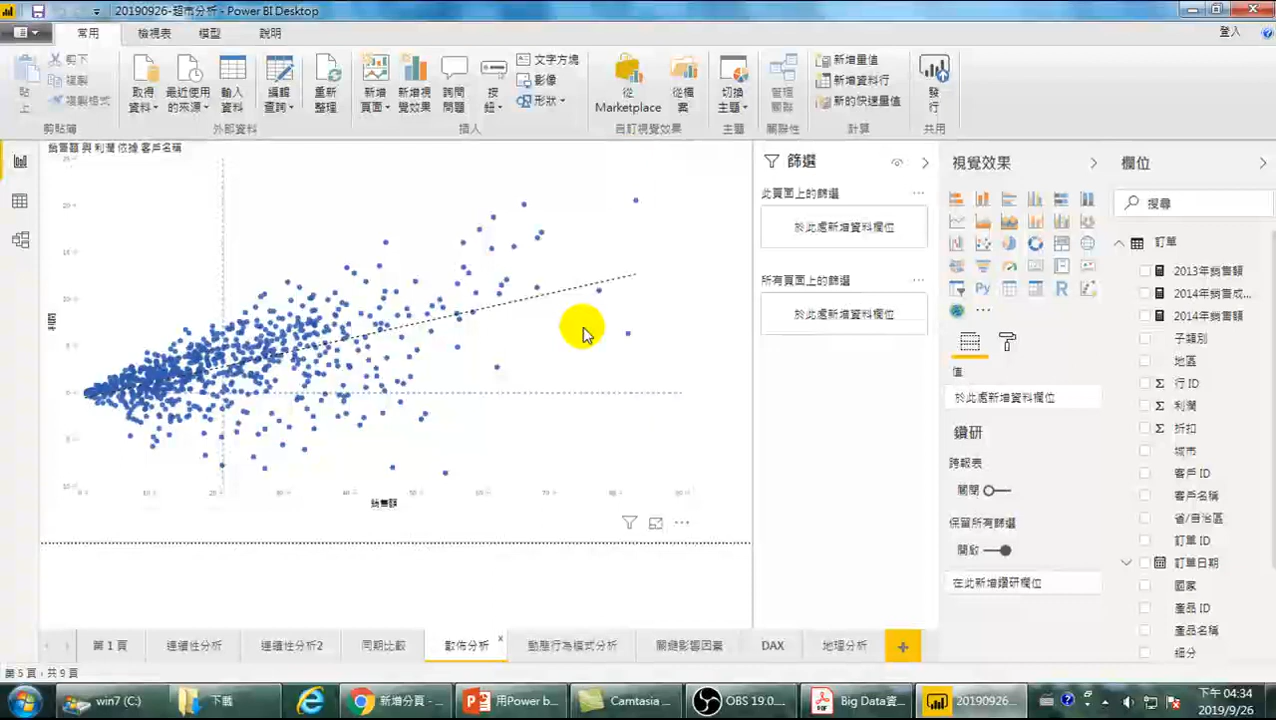 20190926-超市分析 - Power BI Desktop
常用 檢視表 模型 說明 登入
貼上 剪下 複製 複製格式
取得資料 最近使用的來源 輸入資料 編輯查詢 重新整理
新增頁面 新增視覺效果 詢問問題 按鈕 文字方塊 影像 形狀
從 Marketplace 從檔案 切換主題 管理關聯 新增量值 新增資料行 新的快速量值 發行
剪貼簿 外部資料 插入 自訂視覺效果 主題 關聯性 計算 共用
銷售額 與 利潤 依據 客戶名稱
利潤
銷售額
篩選
此頁面上的篩選
於此處新增資料欄位
所有頁面上的篩選
於此處新增資料欄位
視覺效果
Py
R
值
於此處新增資料欄位
鑽研
跨報表
關閉
保留所有篩選
開啟
在此新增鑽研欄位
欄位
搜尋
訂單
2013年銷售額
2014年銷售成...
2014年銷售額
子類別
地區
行 ID
利潤
折扣
城市
客戶 ID
客戶名稱
省/自治區
訂單 ID
訂單日期
國家
產品 ID
產品名稱
細分
第 1 頁 連續性分析 連續性分析2 同期比較 散佈分析 動態行為模式分析 關鍵影響因素 DAX 地理分析
第 5 頁，共 9 頁
win7 (C:) 下載 新增分頁 - ... 用Power b... Camtasia ... OBS 19.0.... Big Data資... 20190926...
下午 04:34
2019/9/26